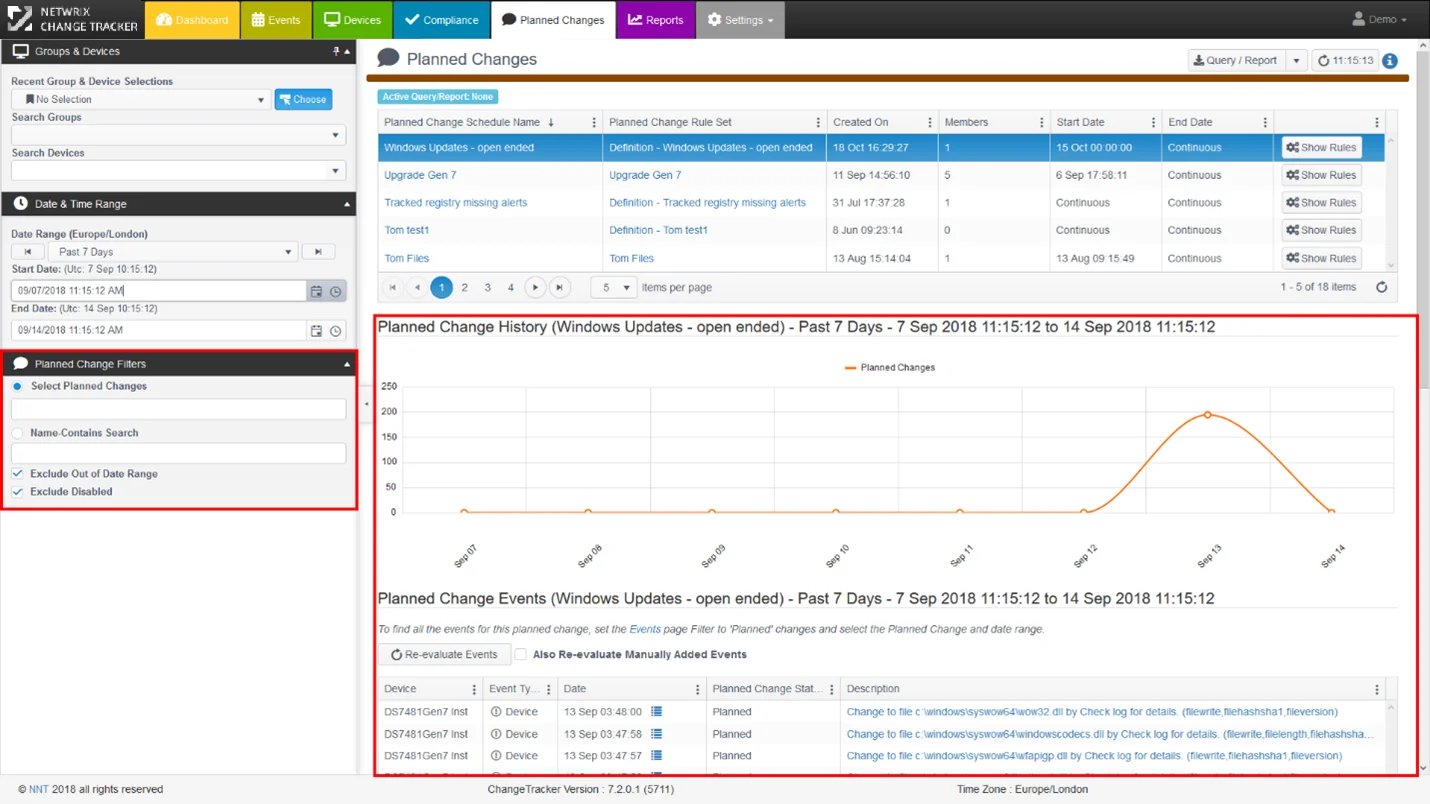 NETWRIX
CHANGE TRACKER
Dashboard
Events
Devices
Compliance
Planned Changes
Reports
Settings
Demo
Groups & Devices
Recent Group & Device Selections
No Selection
Choose
Search Groups
Search Devices
Date & Time Range
Date Range (Europe/London)
Past 7 Days
Start Date: (Utc: 7 Sep 10:15:12)
09/07/2018 11:15:12 AM
End Date: (Utc: 14 Sep 10:15:12)
09/14/2018 11:15:12 AM
Planned Change Filters
Select Planned Changes
Name-Contains Search
Exclude Out of Date Range
Exclude Disabled
Planned Changes
Query / Report
11:15:13
Active Query/Report: None
Planned Change Schedule Name ↓ Planned Change Rule Set Created On Members Start Date End Date
Windows Updates - open ended Definition - Windows Updates - open ended 18 Oct 16:29:27 1 15 Oct 00:00:00 Continuous Show Rules
Upgrade Gen 7 Upgrade Gen 7 11 Sep 14:56:10 5 6 Sep 17:58:11 Continuous Show Rules
Tracked registry missing alerts Definition - Tracked registry missing alerts 31 Jul 17:37:28 1 Continuous Continuous Show Rules
Tom test1 Definition - Tom test1 8 Jun 09:23:14 0 Continuous Continuous Show Rules
Tom Files Tom Files 13 Aug 15:14:04 1 13 Aug 09:15:49 Continuous Show Rules
1 2 3 4 5 items per page 1 - 5 of 18 items
Planned Change History (Windows Updates - open ended) - Past 7 Days - 7 Sep 2018 11:15:12 to 14 Sep 2018 11:15:12
Planned Changes
250
200
150
100
50
0
Sep 07 Sep 08 Sep 09 Sep 10 Sep 11 Sep 12 Sep 13 Sep 14
Planned Change Events (Windows Updates - open ended) - Past 7 Days - 7 Sep 2018 11:15:12 to 14 Sep 2018 11:15:12
To find all the events for this planned change, set the Events page Filter to 'Planned' changes and select the Planned Change and date range.
Re-evaluate Events Also Re-evaluate Manually Added Events
Device Event Ty... Date Planned Change Stat... Description
DS7481Gen7 Inst Device 13 Sep 03:48:00 Planned Change to file c:\windows\syswow64\wow32.dll by Check log for details. (filewrite,filehashsha1,fileversion)
DS7481Gen7 Inst Device 13 Sep 03:47:58 Planned Change to file c:\windows\syswow64\windowscodecs.dll by Check log for details. (filewrite,filelength,filehashsha...
DS7481Gen7 Inst Device 13 Sep 03:47:57 Planned Change to file c:\windows\syswow64\wfapigp.dll by Check log for details. (filewrite,filehashsha1,fileversion)
© NNT 2018 all rights reserved
ChangeTracker Version : 7.2.0.1 (5711)
Time Zone : Europe/London